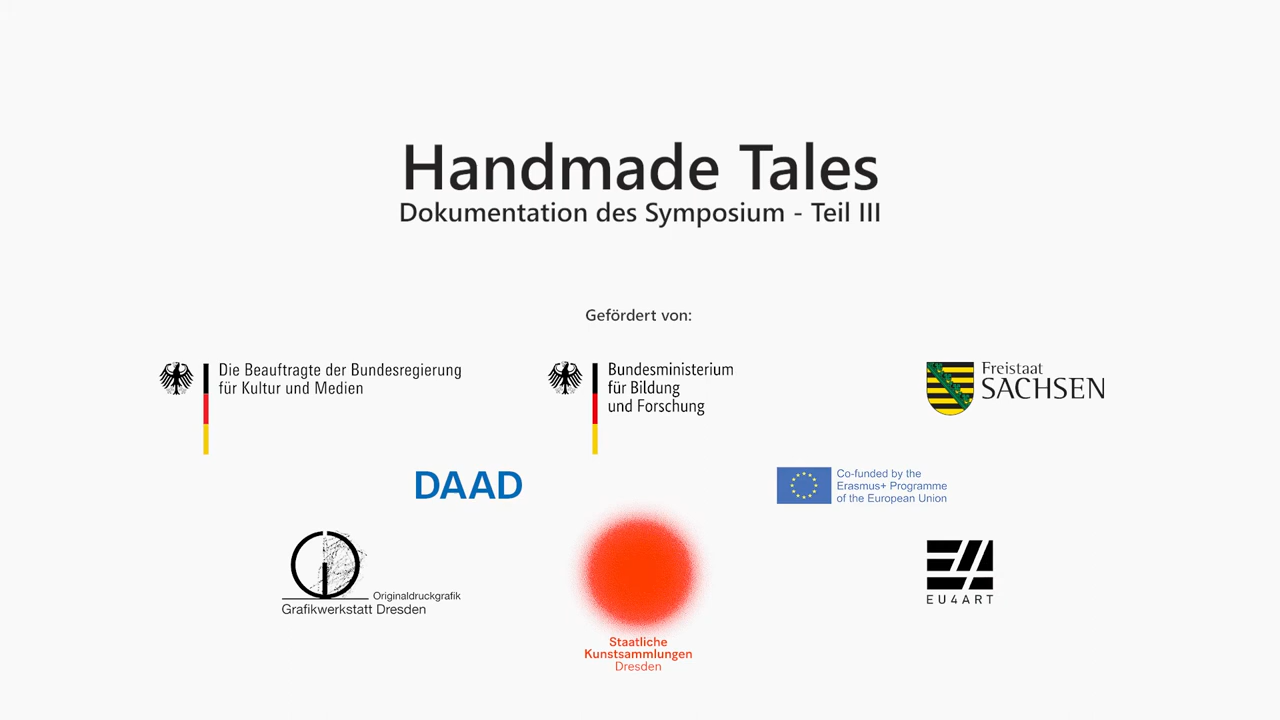 Handmade Tales
Dokumentation des Symposium - Teil III
Gefördert von:
Die Beauftragte der Bundesregierung
für Kultur und Medien
Bundesministerium
für Bildung
und Forschung
Freistaat
SACHSEN
DAAD
Co-funded by the
Erasmus+ Programme
of the European Union
Originaldruckgrafik
Grafikwerkstatt Dresden
Staatliche
Kunstsammlungen
Dresden
EU4ART